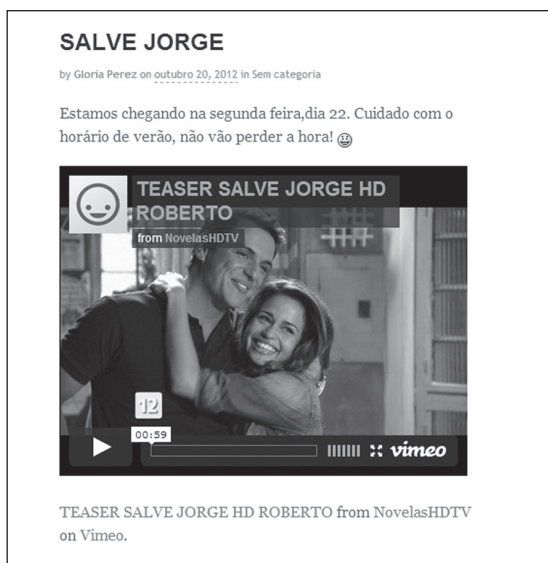 SALVE JORGE
by Gloria Perez on outubro 20, 2012 in Sem categoria
Estamos chegando na segunda feira,dia 22. Cuidado com o
horário de verão, não vão perder a hora!
TEASER SALVE JORGE HD
ROBERTO
from NovelasHDTV
12
00:59
vimeo
TEASER SALVE JORGE HD ROBERTO from NovelasHDTV
on Vimeo.